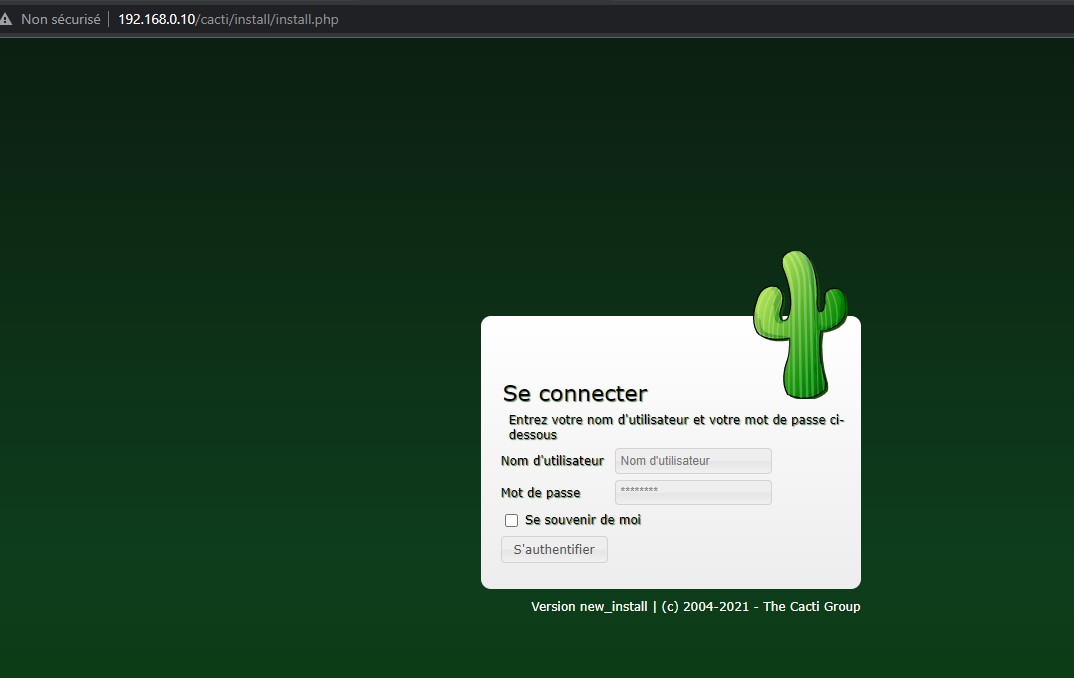 Non sécurisé | 192.168.0.10/cacti/install/install.php
Se connecter
Entrez votre nom d'utilisateur et votre mot de passe ci-
dessous
Nom d'utilisateur Nom d'utilisateur
Mot de passe ********
Se souvenir de moi
S'authentifier
Version new_install | (c) 2004-2021 - The Cacti Group